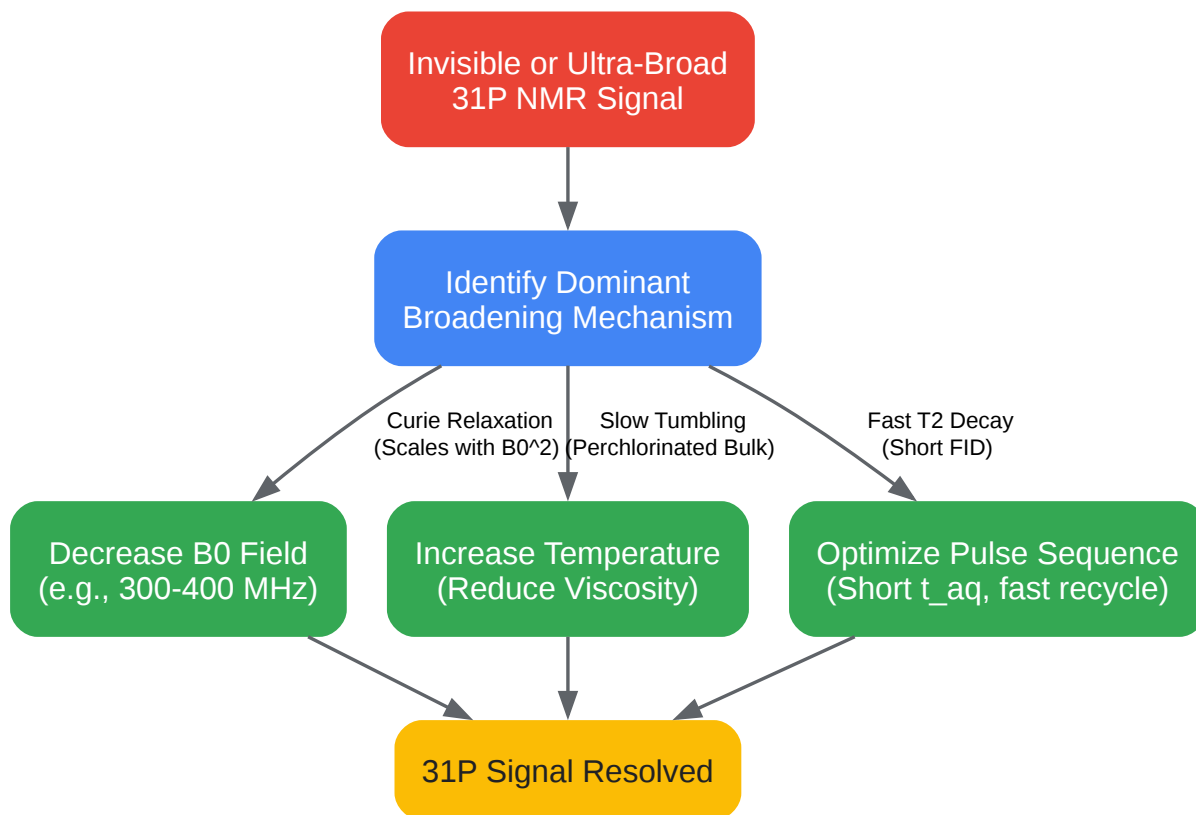 Invisible or Ultra-Broad
31P NMR Signal
Identify Dominant
Broadening Mechanism
Curie Relaxation
(Scales with B0^2)
Slow Tumbling
(Perchlorinated Bulk)
Fast T2 Decay
(Short FID)
Decrease B0 Field
(e.g., 300-400 MHz)
Increase Temperature
(Reduce Viscosity)
Optimize Pulse Sequence
(Short t_aq, fast recycle)
31P Signal Resolved